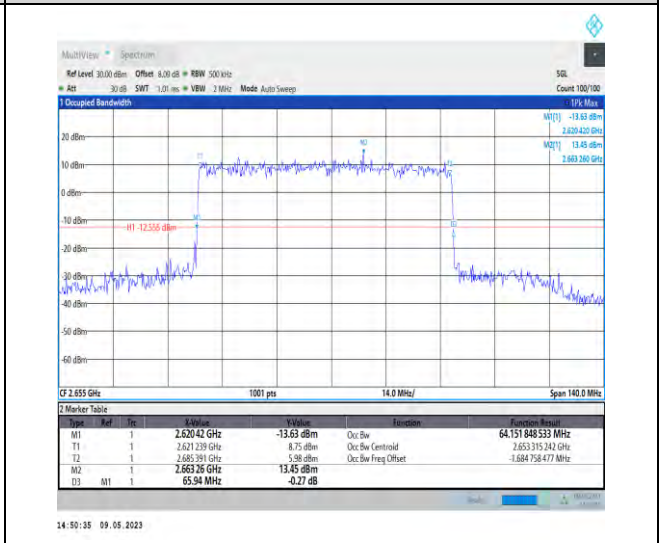 MultiView Spectrum
Ref Level 30.00 dBm Offset 8.00 dB RBW 500 kHz SGL
Att 30 dB SWT 1.01 ms VBW 2 MHz Mode Auto Sweep Count 100/100
1 Occupied Bandwidth 1Pk Max
M1[1] -13.63 dBm
2.620 420 GHz
M2[1] 13.45 dBm
2.663 260 GHz
20 dBm
M2
T1
10 dBm
0 dBm
-10 dBm
M1
H1 -12.555 dBm
D3
-20 dBm
-30 dBm
-40 dBm
-50 dBm
-60 dBm
CF 2.655 GHz 1001 pts 14.0 MHz/ Span 140.0 MHz
2 Marker Table
Type Ref Trc X-Value Y-Value Function Function Result
M1 1 2.620 42 GHz -13.63 dBm Occ Bw 64.151 848 533 MHz
T1 1 2.621 239 GHz 8.75 dBm Occ Bw Centroid 2.653 315 242 GHz
T2 1 2.685 391 GHz 5.98 dBm Occ Bw Freq Offset -1.684 758 477 MHz
M2 1 2.663 26 GHz 13.45 dBm
D3 M1 1 65.94 MHz -0.27 dB
14:50:35 09.05.2023